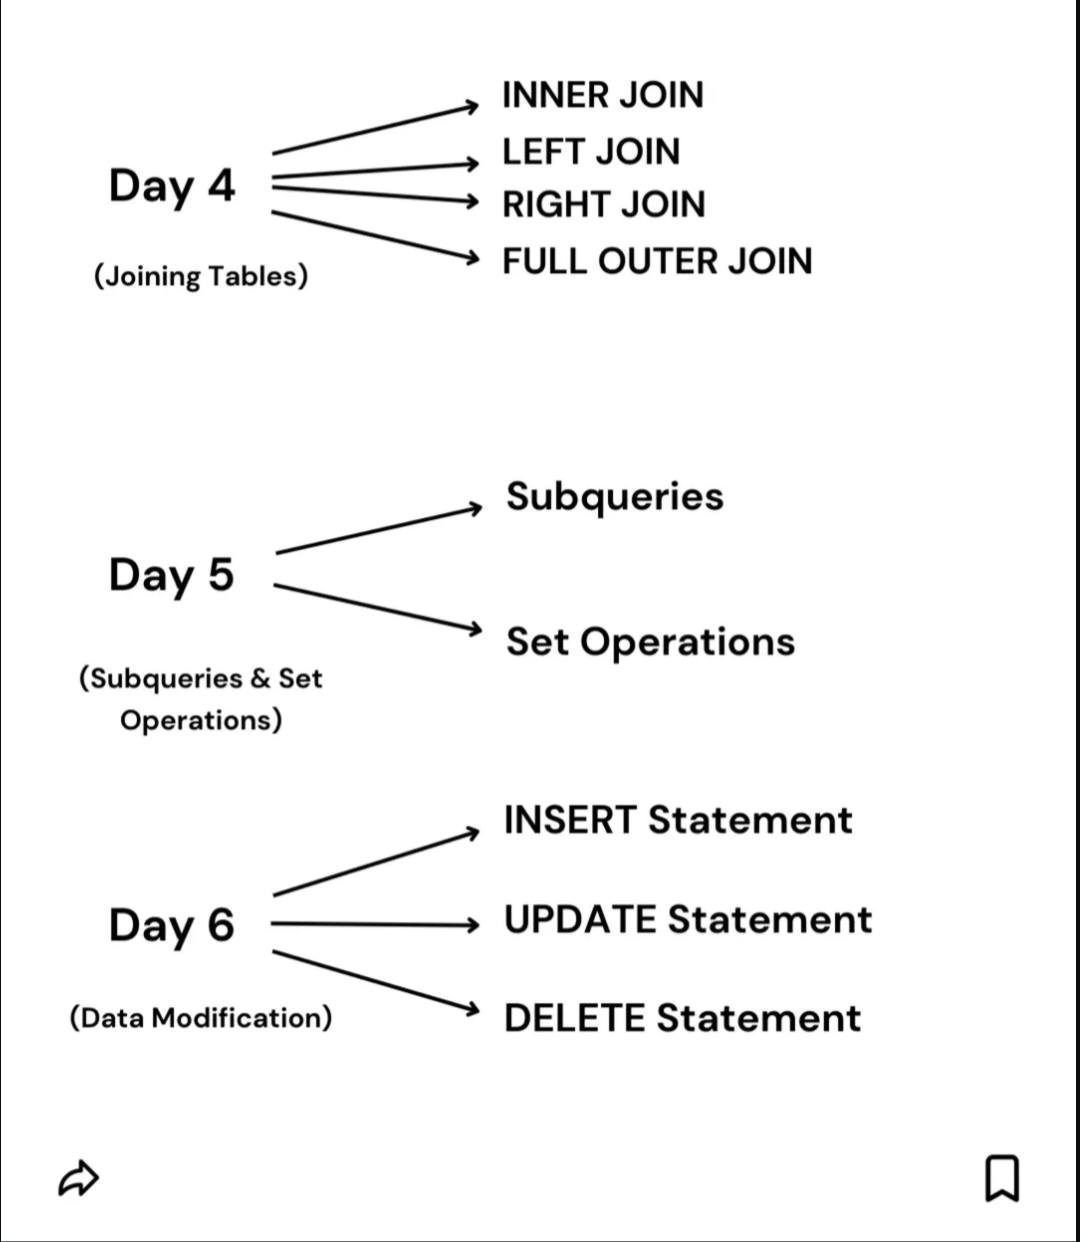 INNER JOIN
LEFT JOIN
Day 4
RIGHT JOIN
FULL OUTER JOIN
(Joining Tables)
Subqueries
Day 5
Set Operations
(Subqueries & Set
Operations)
INSERT Statement
Day 6
UPDATE Statement
DELETE Statement
(Data Modification)